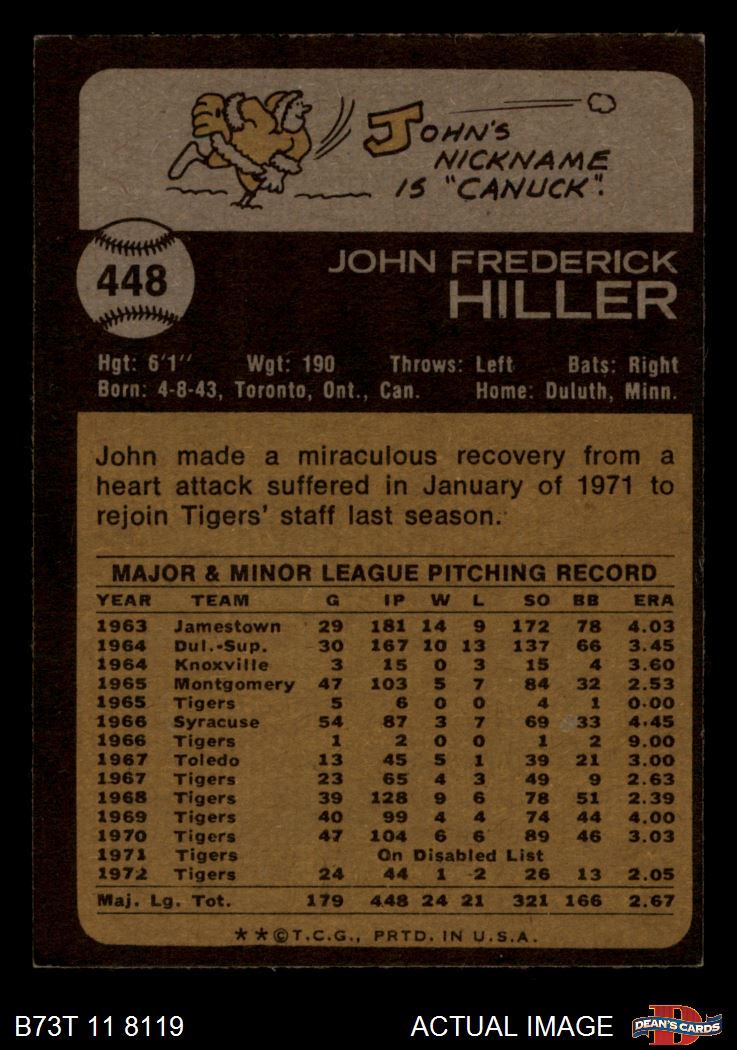 JOHN'S
NICKNAME
IS "CANUCK".
448
JOHN FREDERICK
HILLER
Hgt: 6'1'' Wgt: 190 Throws: Left Bats: Right
Born: 4-8-43, Toronto, Ont., Can. Home: Duluth, Minn.
John made a miraculous recovery from a
heart attack suffered in January of 1971 to
rejoin Tigers' staff last season.
MAJOR & MINOR LEAGUE PITCHING RECORD
YEAR TEAM G IP W L SO BB ERA
1963 Jamestown 29 181 14 9 172 78 4.03
1964 Dul.-Sup. 30 167 10 13 137 66 3.45
1964 Knoxville 3 15 0 3 15 4 3.60
1965 Montgomery 47 103 5 7 84 32 2.53
1965 Tigers 5 6 0 0 4 1 0.00
1966 Syracuse 54 87 3 7 69 33 4.45
1966 Tigers 1 2 0 0 1 2 9.00
1967 Toledo 13 45 5 1 39 21 3.00
1967 Tigers 23 65 4 3 49 9 2.63
1968 Tigers 39 128 9 6 78 51 2.39
1969 Tigers 40 99 4 4 74 44 4.00
1970 Tigers 47 104 6 6 89 46 3.03
1971 Tigers On Disabled List
1972 Tigers 24 44 1 2 26 13 2.05
Maj. Lg. Tot. 179 448 24 21 321 166 2.67
**©T.C.G., PRTD. IN U.S.A.
B73T 11 8119 ACTUAL IMAGE DEAN'S CARDS